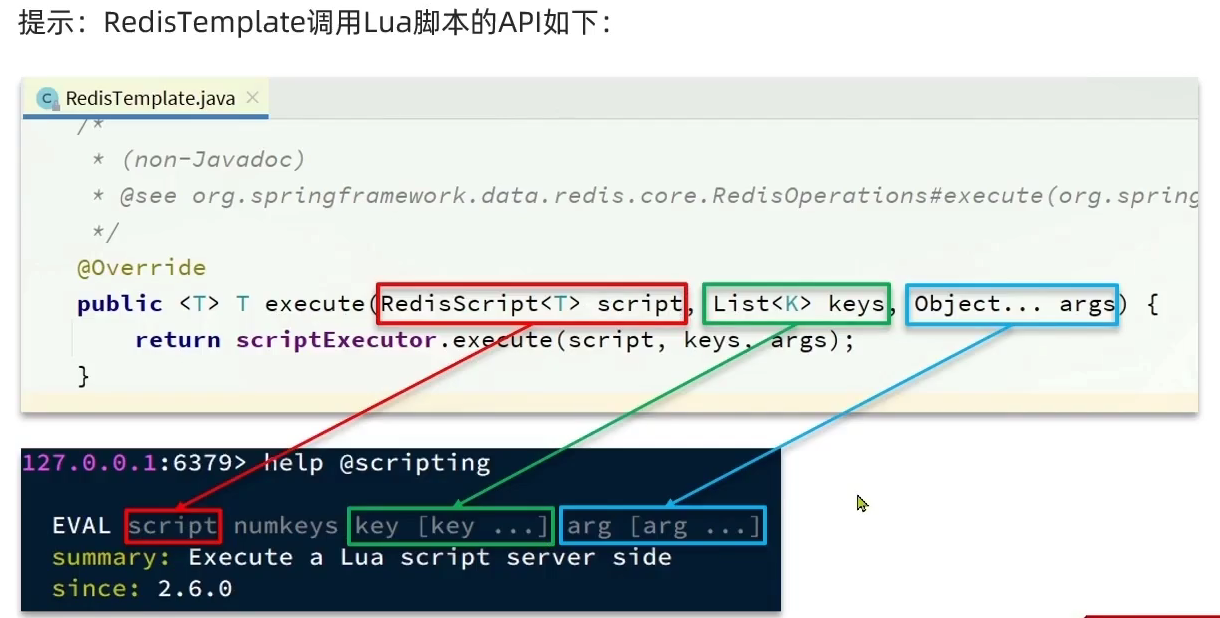 提示：RedisTemplate调用Lua脚本的API如下：
RedisTemplate.java
/*
* (non-Javadoc)
* @see org.springframework.data.redis.core.RedisOperations#execute(org.spring
*/
@Override
public <T> T execute(RedisScript<T> script, List<K> keys, Object... args) {
return scriptExecutor.execute(script, keys, args);
}
127.0.0.1:6379> help @scripting
EVAL script numkeys key [key ...] arg [arg ...]
summary: Execute a Lua script server side
since: 2.6.0